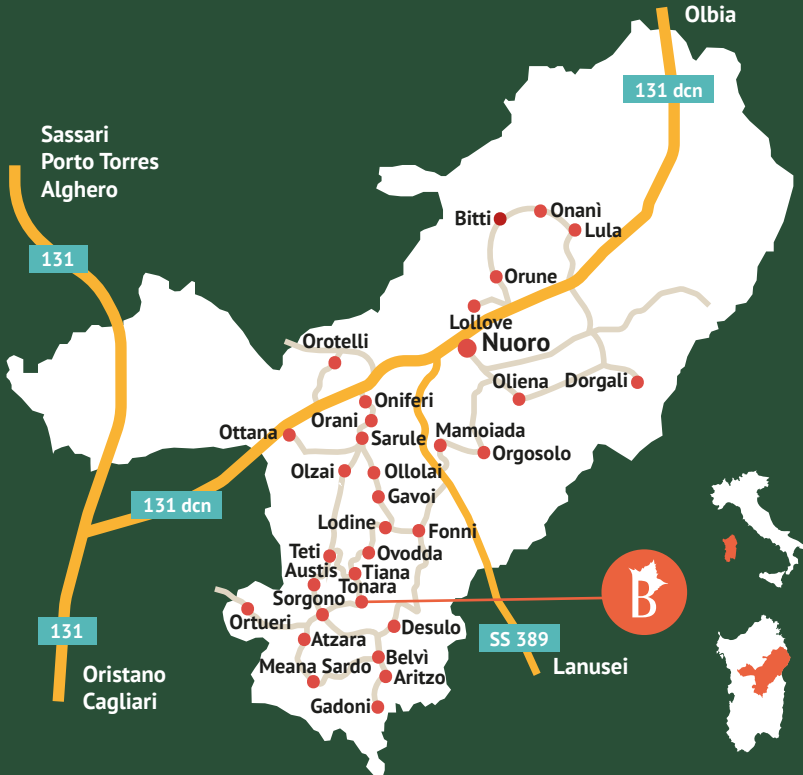 Olbia
131 dcn
Sassari
Porto Torres
Alghero
131
Bitti
Onanì
Lula
Orune
Lollove
Nuoro
Orotelli
Oliena
Dorgali
Oniferi
Orani
Ottana
Sarule
Mamoiada
Orgosolo
Olzai
Ollolai
Gavoi
131 dcn
Lodine
Fonni
Teti
Ovodda
Austis
Tiana
Tonara
Sorgono
B
Ortueri
Desulo
131
Atzara
SS 389
Meana Sardo
Belvì
Lanusei
Oristano
Cagliari
Aritzo
Gadoni